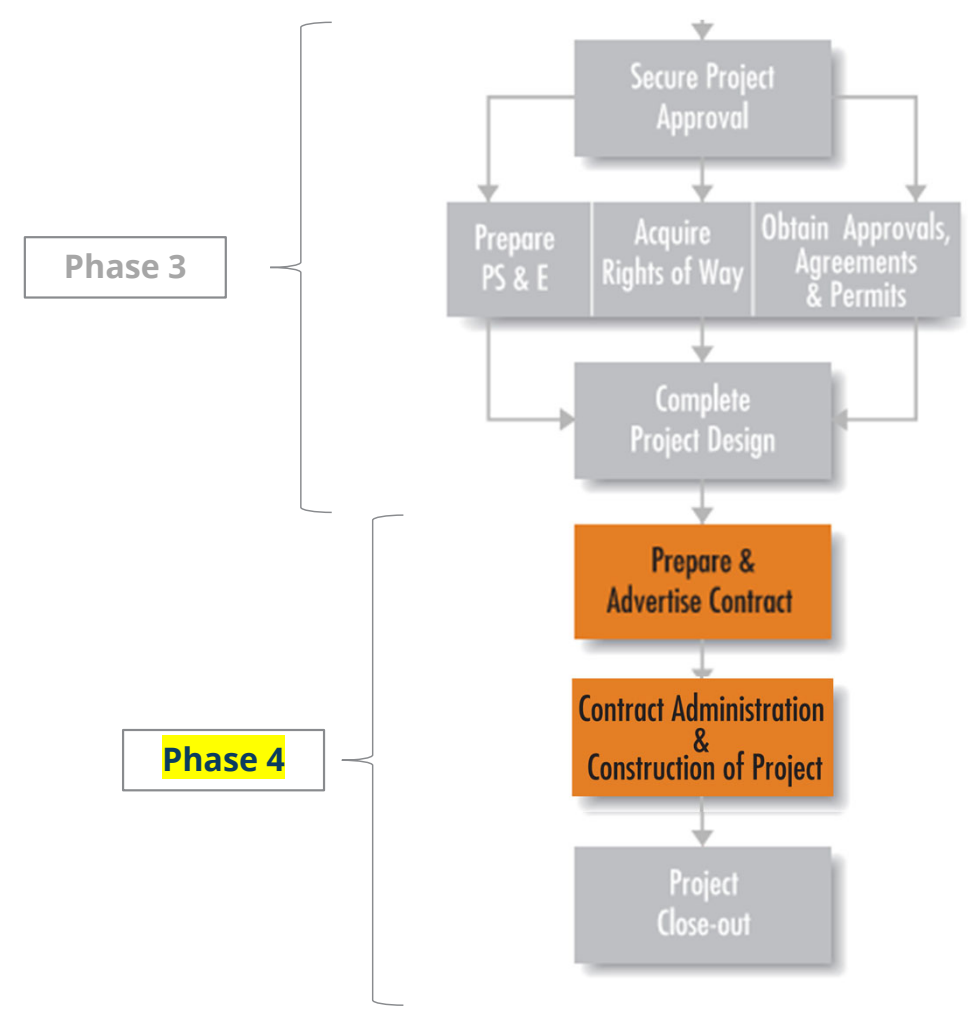 Secure Project
Approval
Phase 3
Prepare
PS & E
Acquire
Rights of Way
Obtain Approvals,
Agreements
& Permits
Complete
Project Design
Prepare &
Advertise Contract
Phase 4
Contract Administration
&
Construction of Project
Project
Close-out